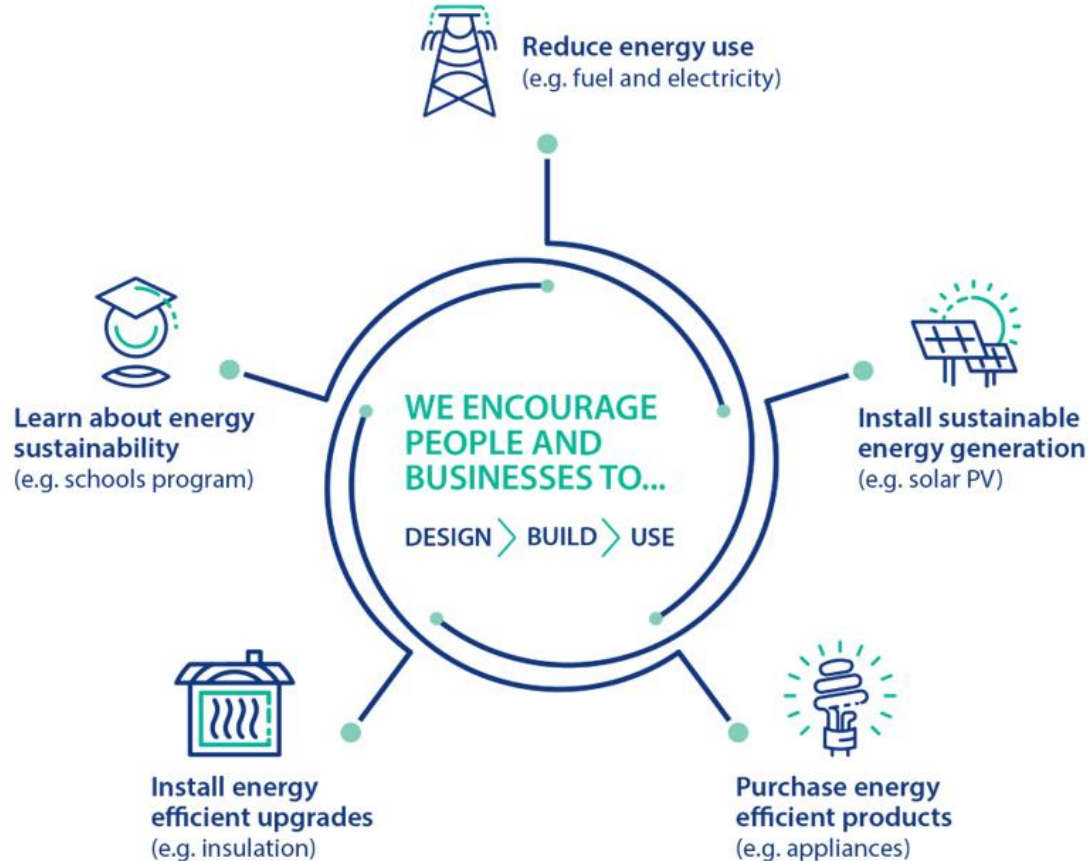 Reduce energy use
(e.g. fuel and electricity)
Install sustainable
energy generation
(e.g. solar PV)
Purchase energy
efficient products
(e.g. appliances)
Install energy
efficient upgrades
(e.g. insulation)
Learn about energy
sustainability
(e.g. schools program)
WE ENCOURAGE
PEOPLE AND
BUSINESSES TO...
DESIGN > BUILD > USE